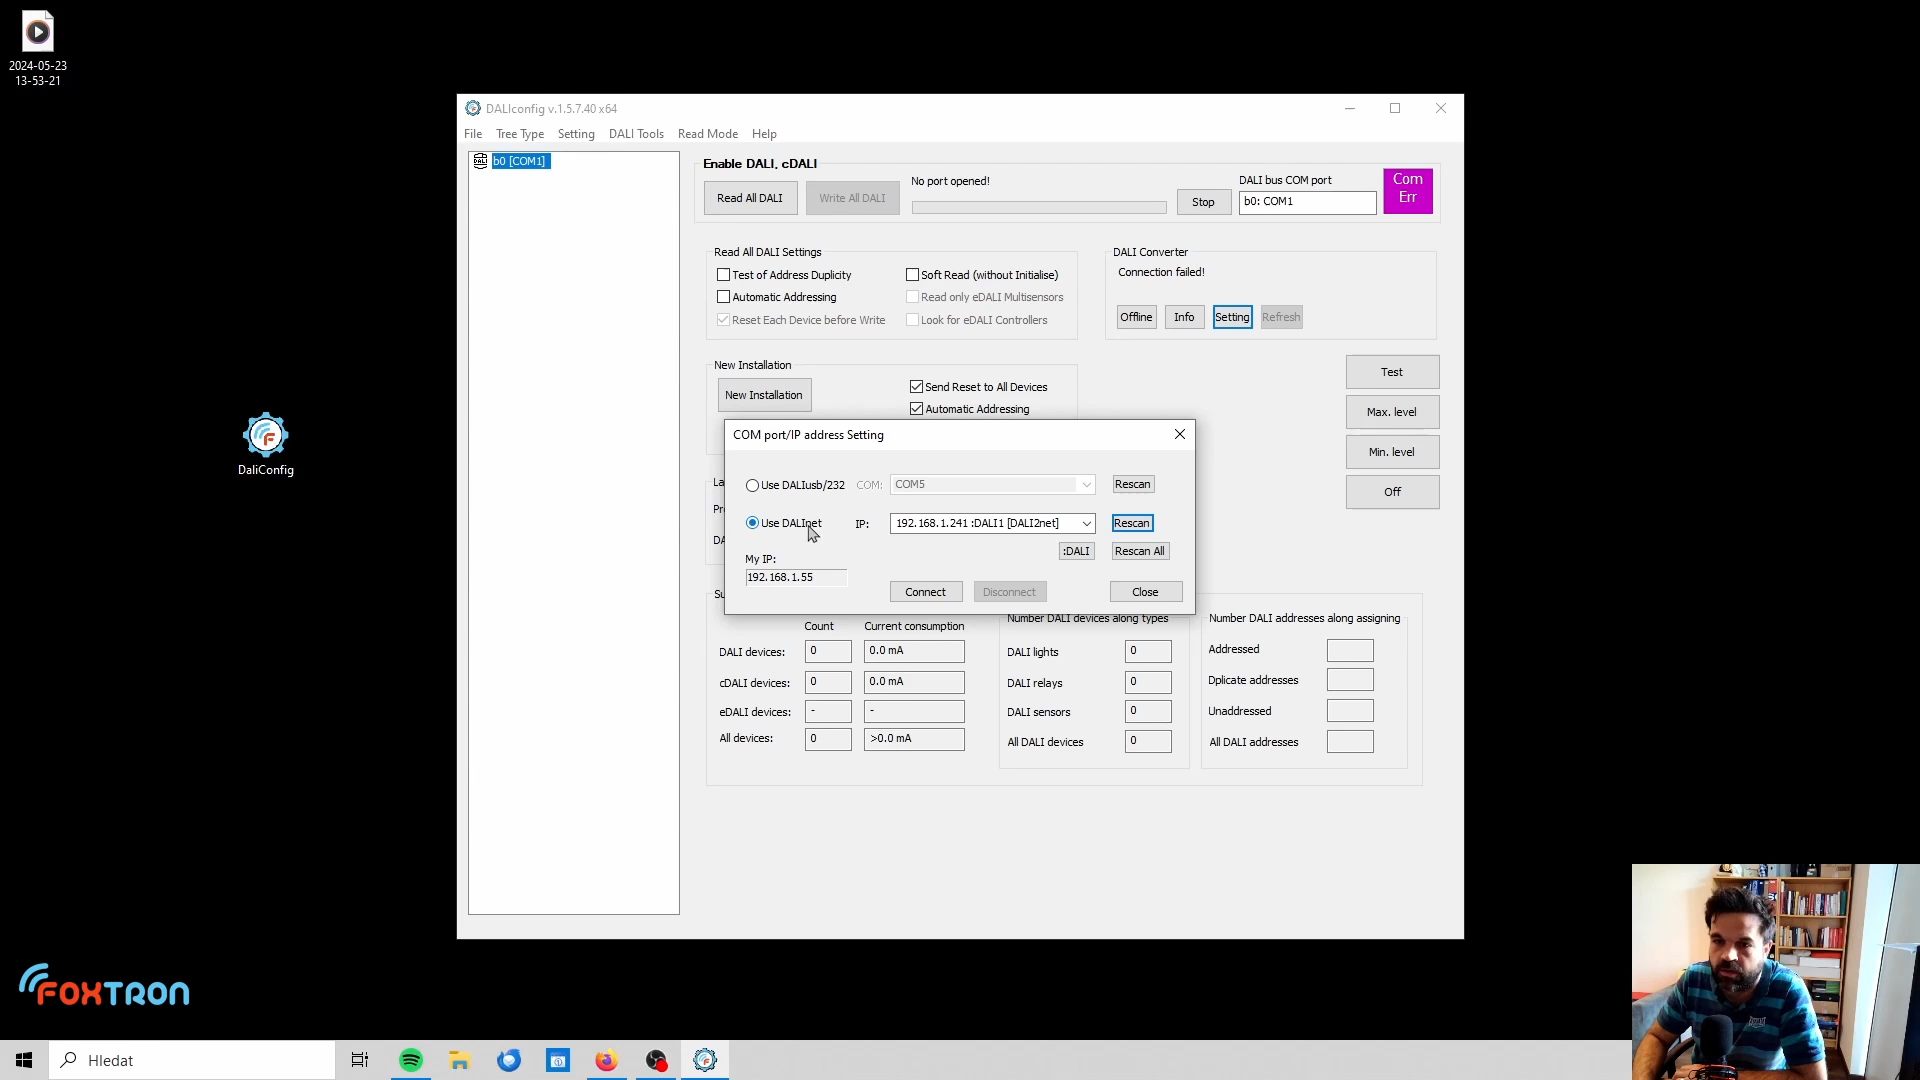 2024-05-23
13-53-21
DaliConfig
FOXTRON
DALIconfig v.1.5.7.40 x64
File Tree Type Setting DALI Tools Read Mode Help
b0 [COM1]
Enable DALI, cDALI
Read All DALI
Write All DALI
No port opened!
Stop
DALI bus COM port
b0: COM1
Com
Err
Read All DALI Settings
Test of Address Duplicity
Soft Read (without Initialise)
Automatic Addressing
Read only eDALI Multisensors
Reset Each Device before Write
Look for eDALI Controllers
DALI Converter
Connection failed!
Offline
Info
Setting
Refresh
New Installation
New Installation
Send Reset to All Devices
Automatic Addressing
Test
Max. level
Min. level
Off
COM port/IP address Setting
Use DALIusb/232
COM:
COM5
Rescan
Use DALInet
IP:
192.168.1.241 :DALI1 [DALI2net]
Rescan
:DALI
Rescan All
My IP:
192.168.1.55
Connect
Disconnect
Close
La
Pr
DA
Su
Count
Current consumption
DALI devices:
0
0.0 mA
cDALI devices:
0
0.0 mA
eDALI devices:
-
-
All devices:
0
>0.0 mA
Number DALI devices along types
DALI lights
0
DALI relays
0
DALI sensors
0
All DALI devices
0
Number DALI addresses along assigning
Addressed
Dplicate addresses
Unaddressed
All DALI addresses
Hledat